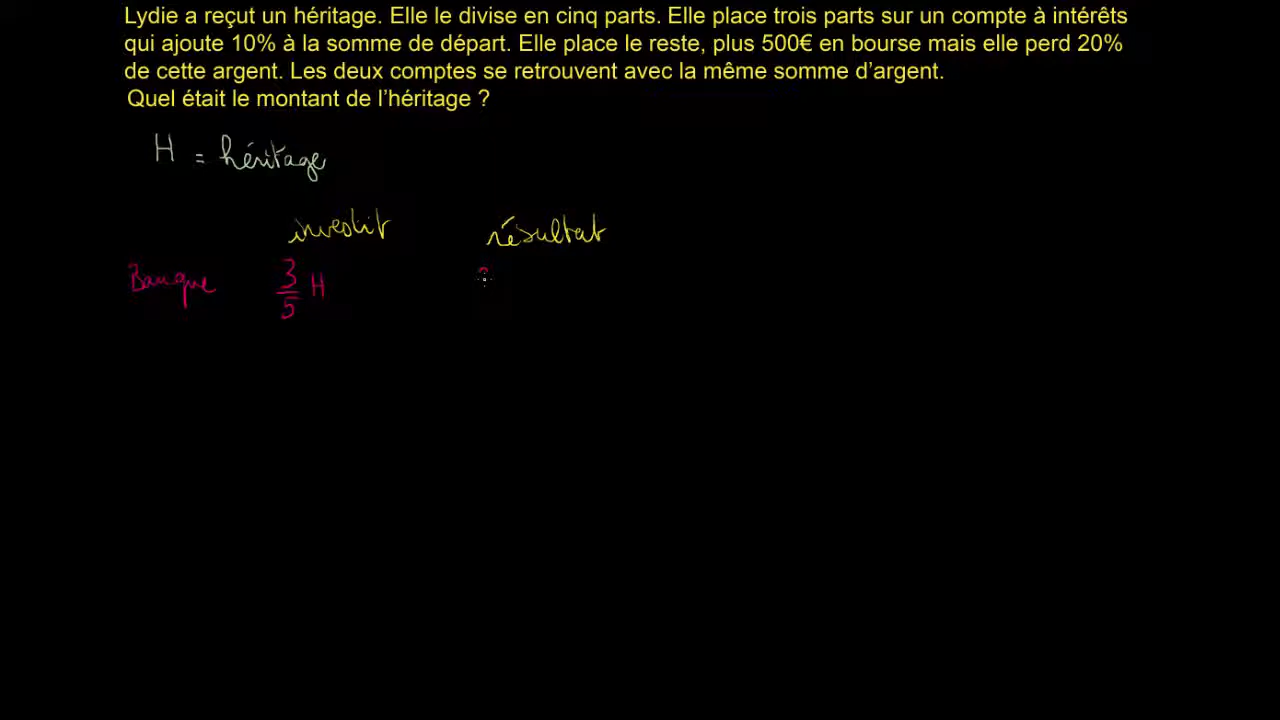 Lydie a reçut un héritage. Elle le divise en cinq parts. Elle place trois parts sur un compte à intérêts
qui ajoute 10% à la somme de départ. Elle place le reste, plus 500€ en bourse mais elle perd 20%
de cette argent. Les deux comptes se retrouvent avec la même somme d’argent.
Quel était le montant de l’héritage ?
H = héritage
investit résultat
Banque 3/5 H